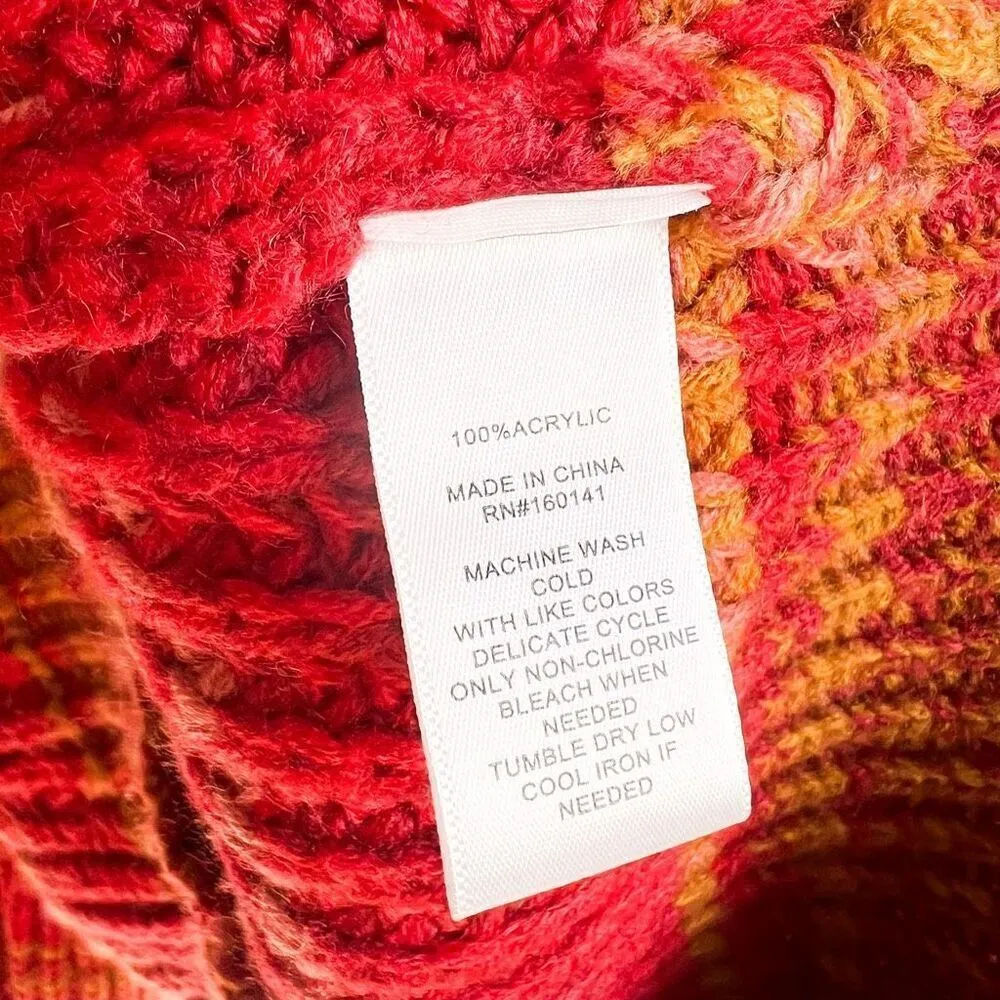 100%ACRYLIC
MADE IN CHINA
RN#160141
MACHINE WASH
COLD
WITH LIKE COLORS
DELICATE CYCLE
ONLY NON-CHLORINE
BLEACH WHEN
NEEDED
TUMBLE DRY LOW
COOL IRON IF
NEEDED